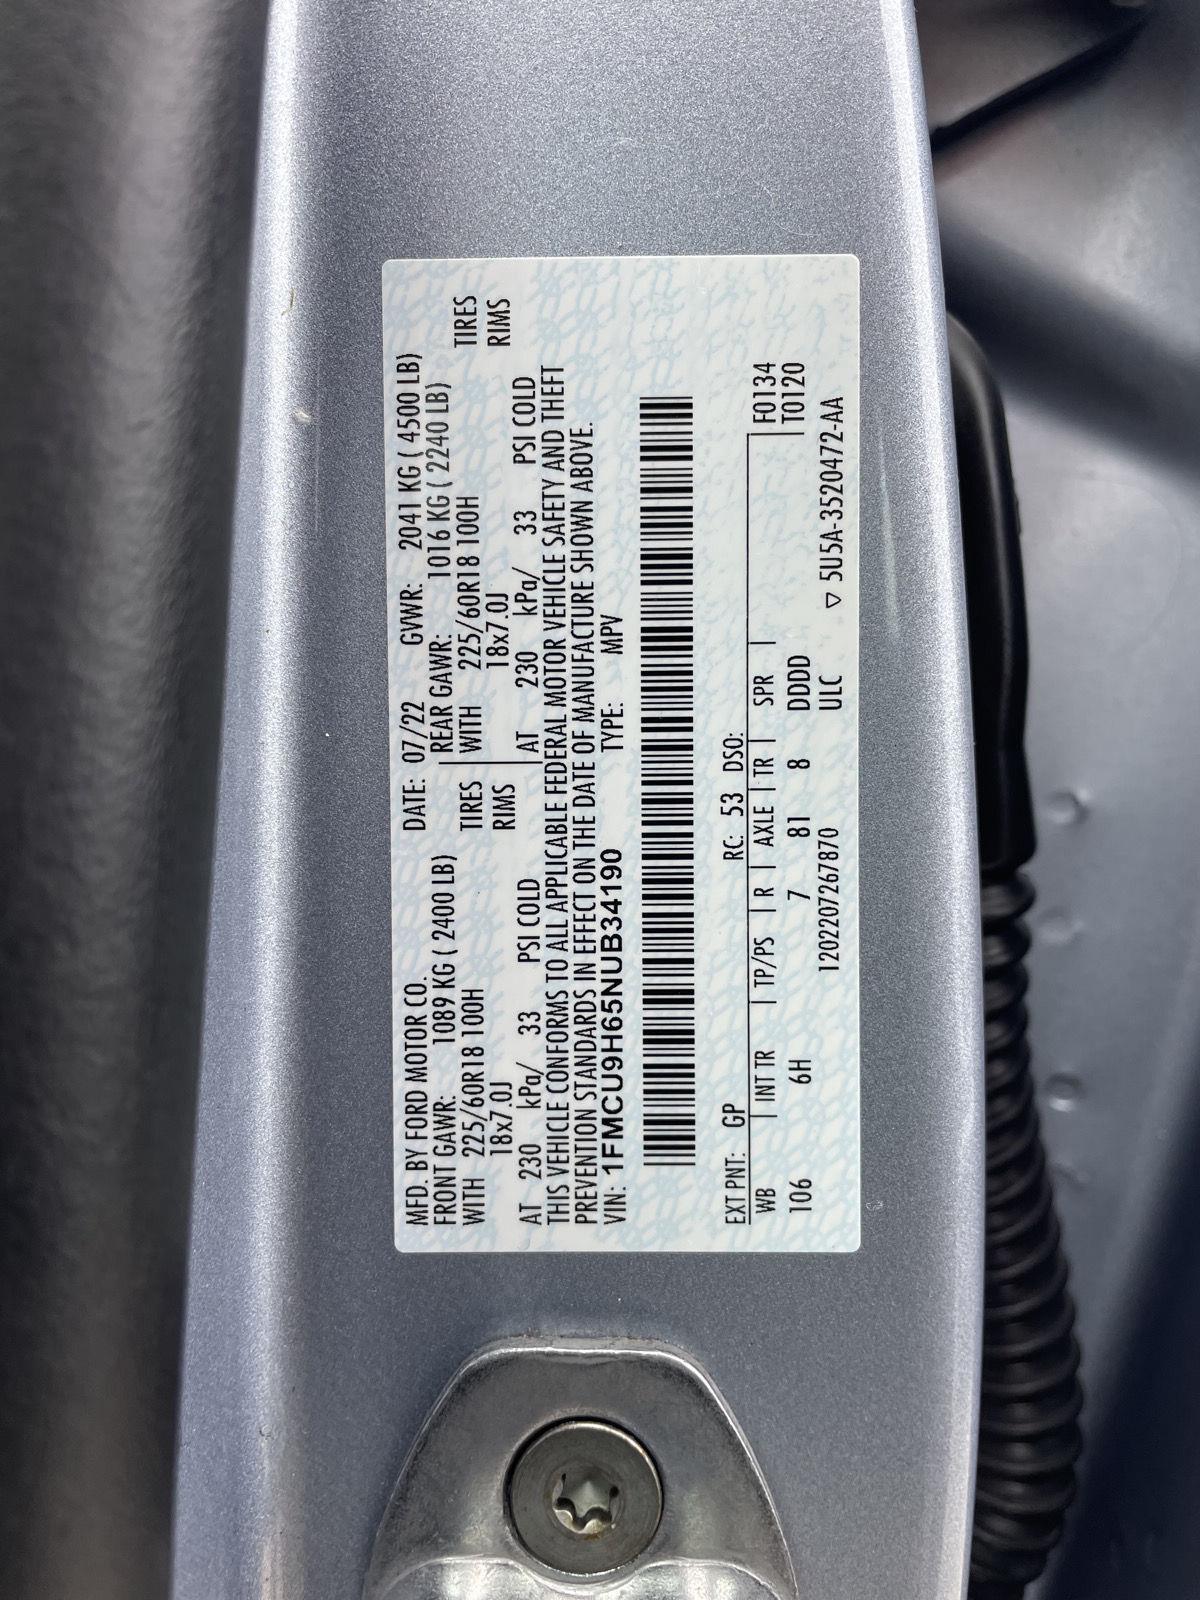 MFD. BY FORD MOTOR CO. DATE: 07/22 GVWR: 2041 KG ( 4500 LB)
FRONT GAWR: 1089 KG ( 2400 LB) REAR GAWR: 1016 KG ( 2240 LB)
WITH 225/60R18 100H TIRES WITH 225/60R18 100H TIRES
18x7.0J RIMS 18x7.0J RIMS
AT 230 kPa/ 33 PSI COLD AT 230 kPa/ 33 PSI COLD
THIS VEHICLE CONFORMS TO ALL APPLICABLE FEDERAL MOTOR VEHICLE SAFETY AND THEFT
PREVENTION STANDARDS IN EFFECT ON THE DATE OF MANUFACTURE SHOWN ABOVE.
VIN: 1FMCU9H65NUB34190 TYPE: MPV
EXT PNT: GP RC: 53 DSO:
WB | INT TR | TP/PS | R | AXLE | TR | SPR | F0134
106 6H 7 81 8 DDDD T0120
1202207267870 ULC ▽ 5U5A-3520472-AA